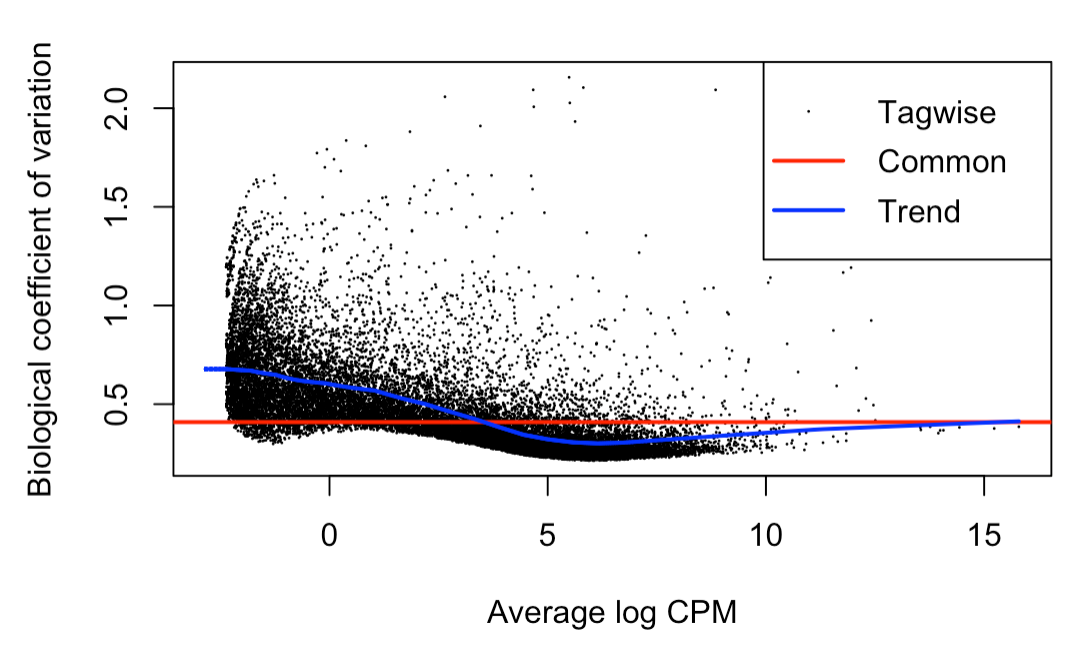 Biological coefficient of variation
2.0
1.5
1.0
0.5
Tagwise
Common
Trend
0 5 10 15
Average log CPM